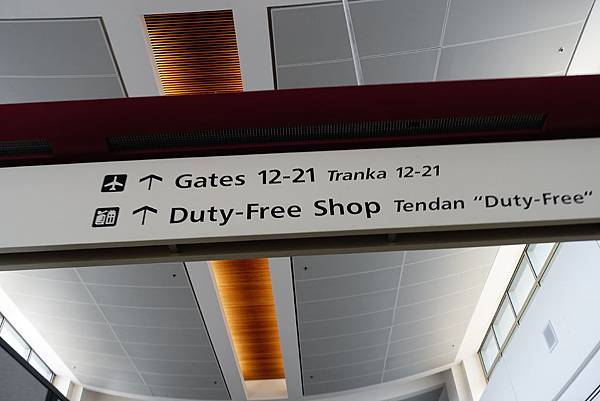 Gates 12-21 Tranka 12-21
Duty-Free Shop Tendan "Duty-Free"